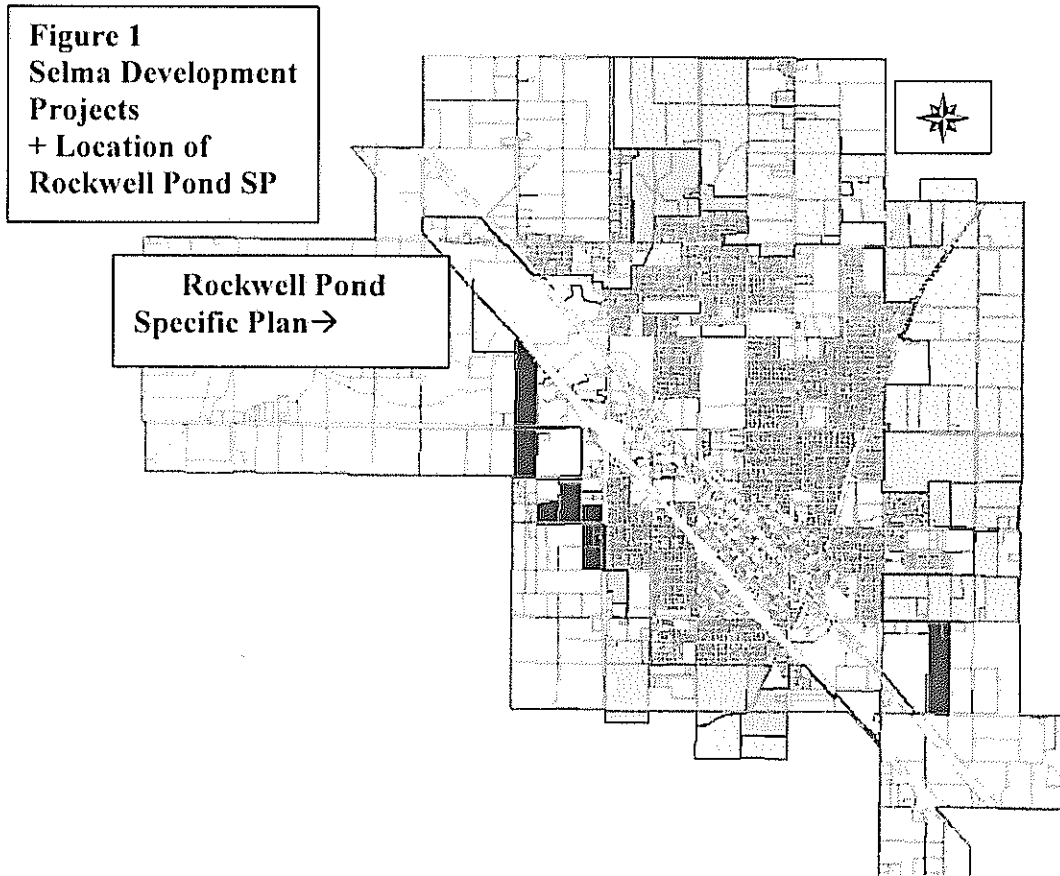 Figure 1
Selma Development
Projects
+ Location of
Rockwell Pond SP
Rockwell Pond
Specific Plan→